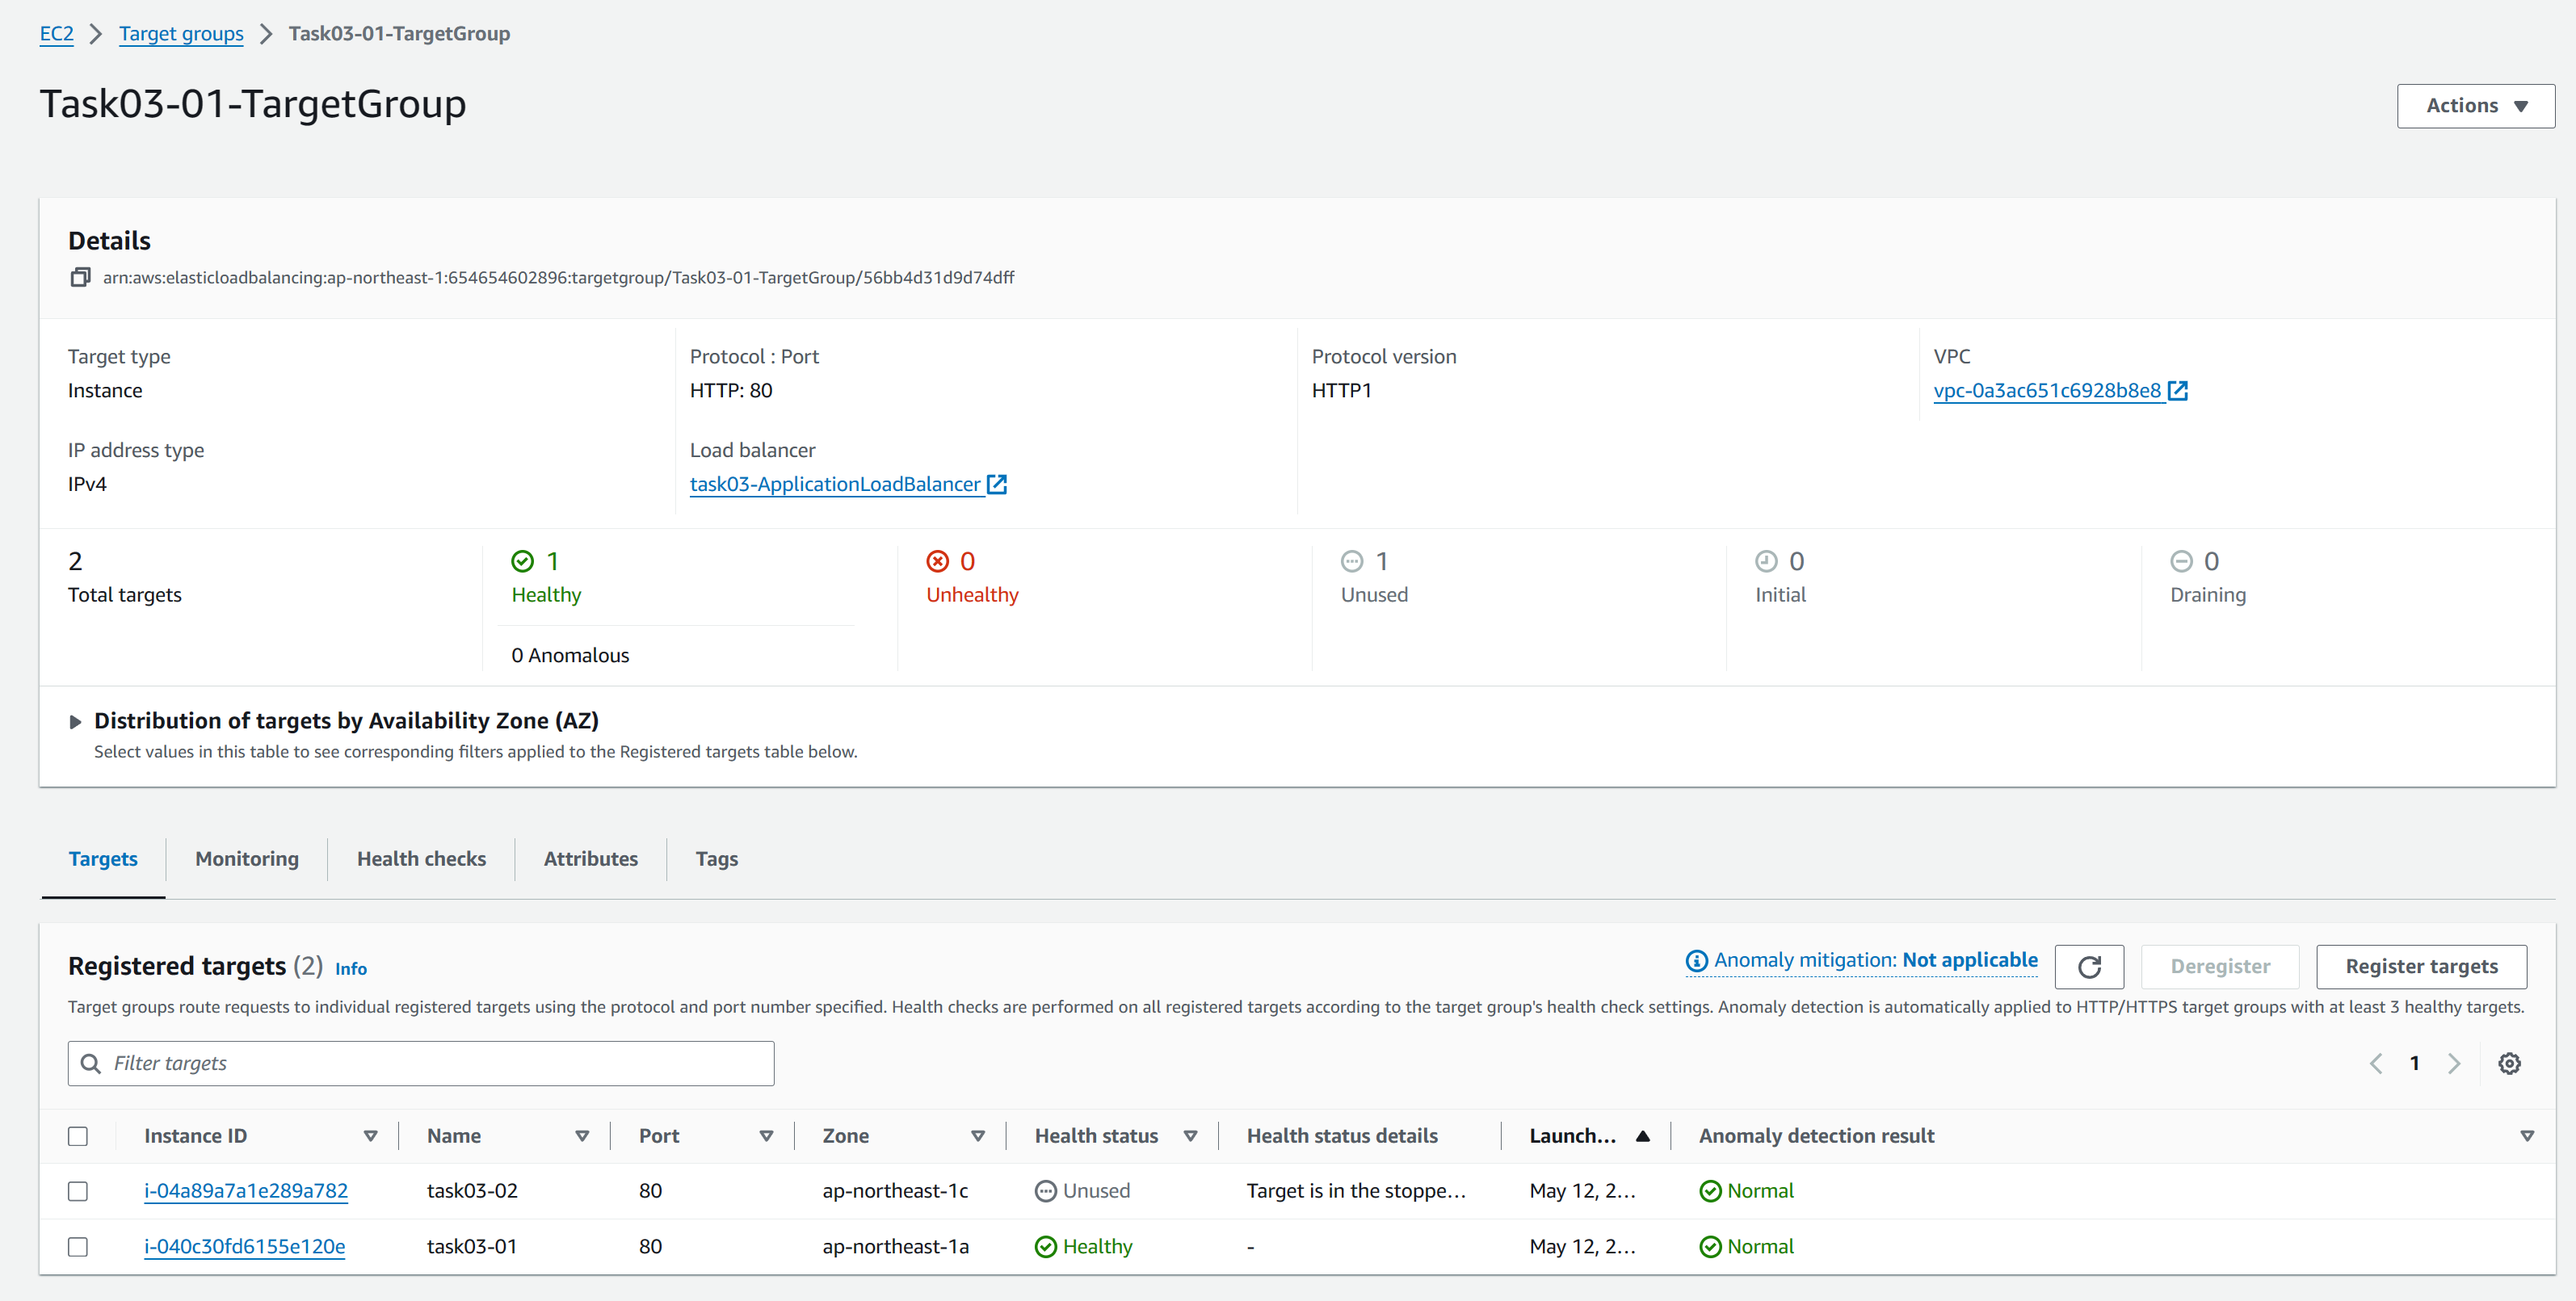 EC2 > Target groups > Task03-01-TargetGroup
Task03-01-TargetGroup
Actions
Details
arn:aws:elasticloadbalancing:ap-northeast-1:654654602896:targetgroup/Task03-01-TargetGroup/56bb4d31d9d74dff
Target type Protocol : Port Protocol version VPC
Instance HTTP: 80 HTTP1 vpc-0a3ac651c6928b8e8
IP address type Load balancer
IPv4 task03-ApplicationLoadBalancer
2 1 0 1 0 0
Total targets Healthy Unhealthy Unused Initial Draining
0 Anomalous
Distribution of targets by Availability Zone (AZ)
Select values in this table to see corresponding filters applied to the Registered targets table below.
Targets Monitoring Health checks Attributes Tags
Registered targets (2) Info Anomaly mitigation: Not applicable Deregister Register targets
Target groups route requests to individual registered targets using the protocol and port number specified. Health checks are performed on all registered targets according to the target group's health check settings. Anomaly detection is automatically applied to HTTP/HTTPS target groups with at least 3 healthy targets.
Filter targets 1
Instance ID Name Port Zone Health status Health status details Launch... Anomaly detection result
i-04a89a7a1e289a782 task03-02 80 ap-northeast-1c Unused Target is in the stoppe... May 12, 2... Normal
i-040c30fd6155e120e task03-01 80 ap-northeast-1a Healthy - May 12, 2... Normal